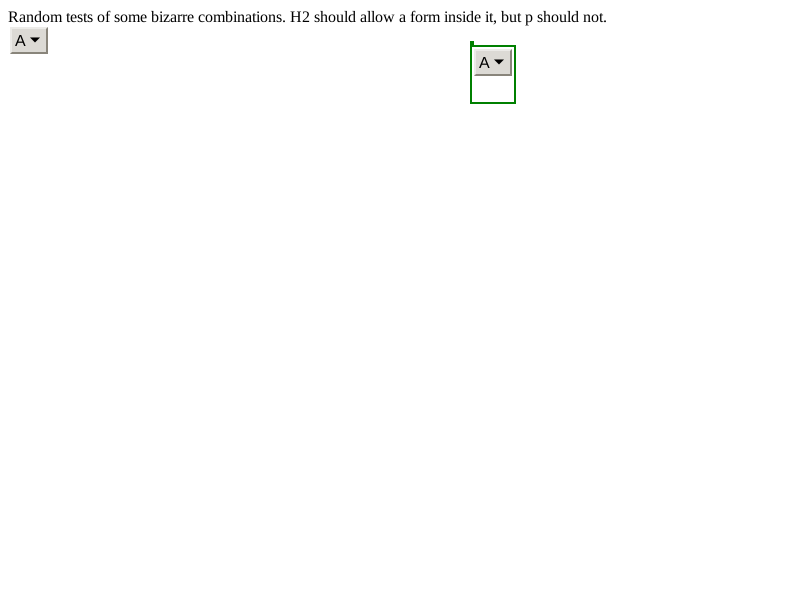 Random tests of some bizarre combinations. H2 should allow a form inside it, but p should not.
A
A